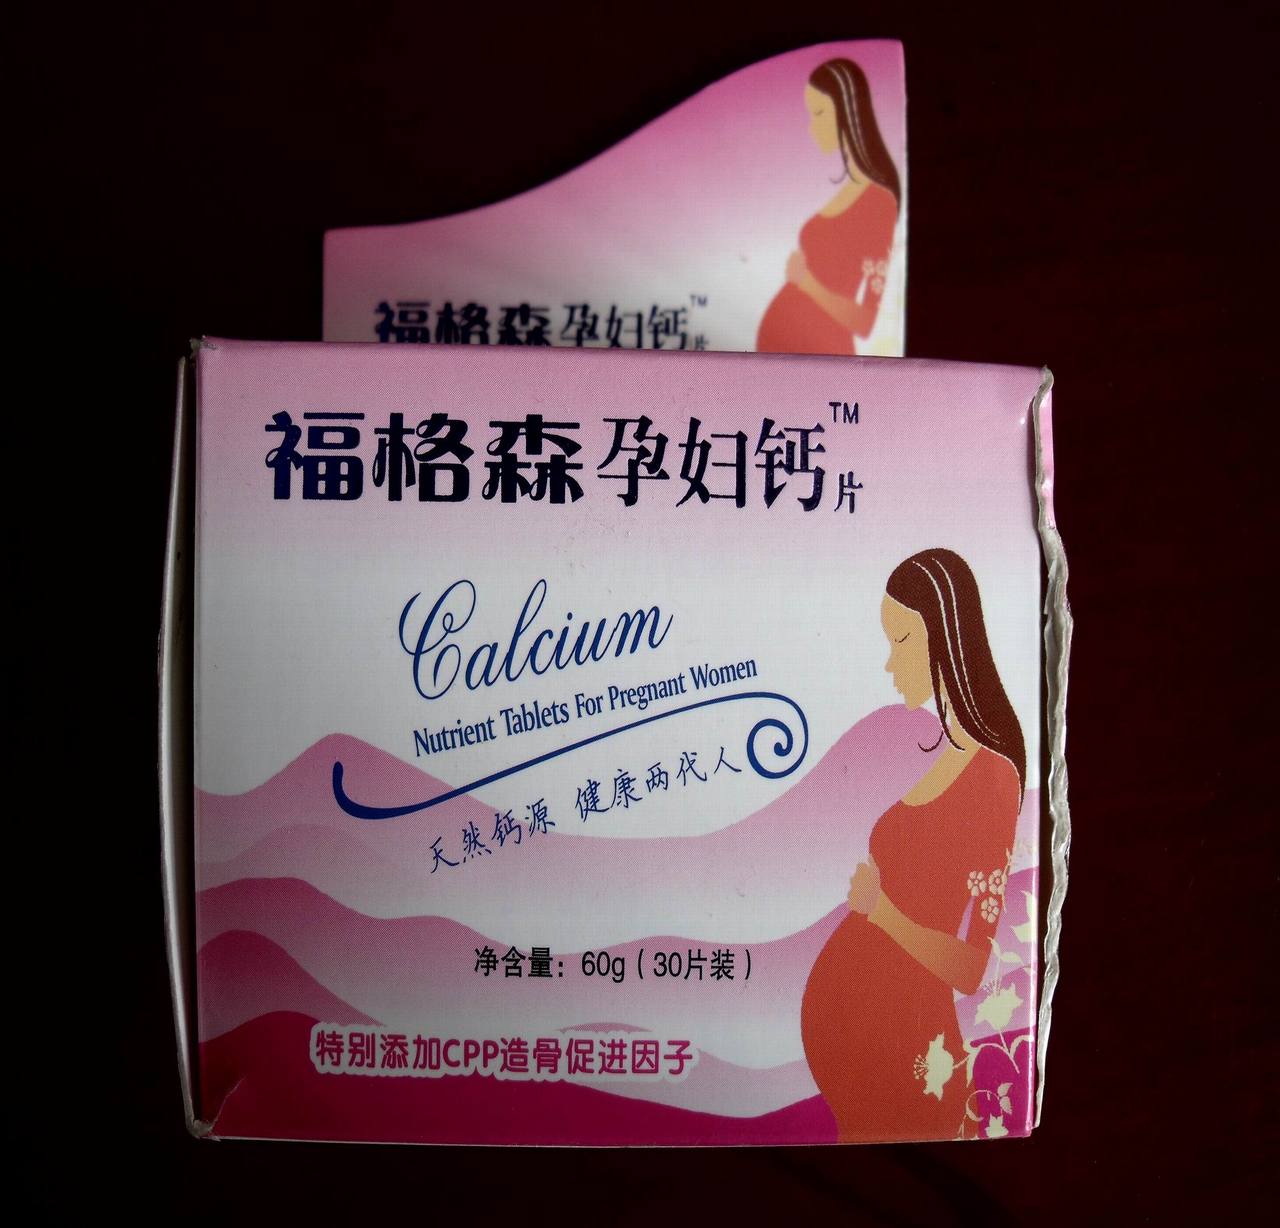 福格森孕妇钙™片
福格森孕妇钙™片
Calcium
Nutrient Tablets For Pregnant Women
天然钙源 健康两代人
净含量：60g（30片装）
特别添加CPP造骨促进因子